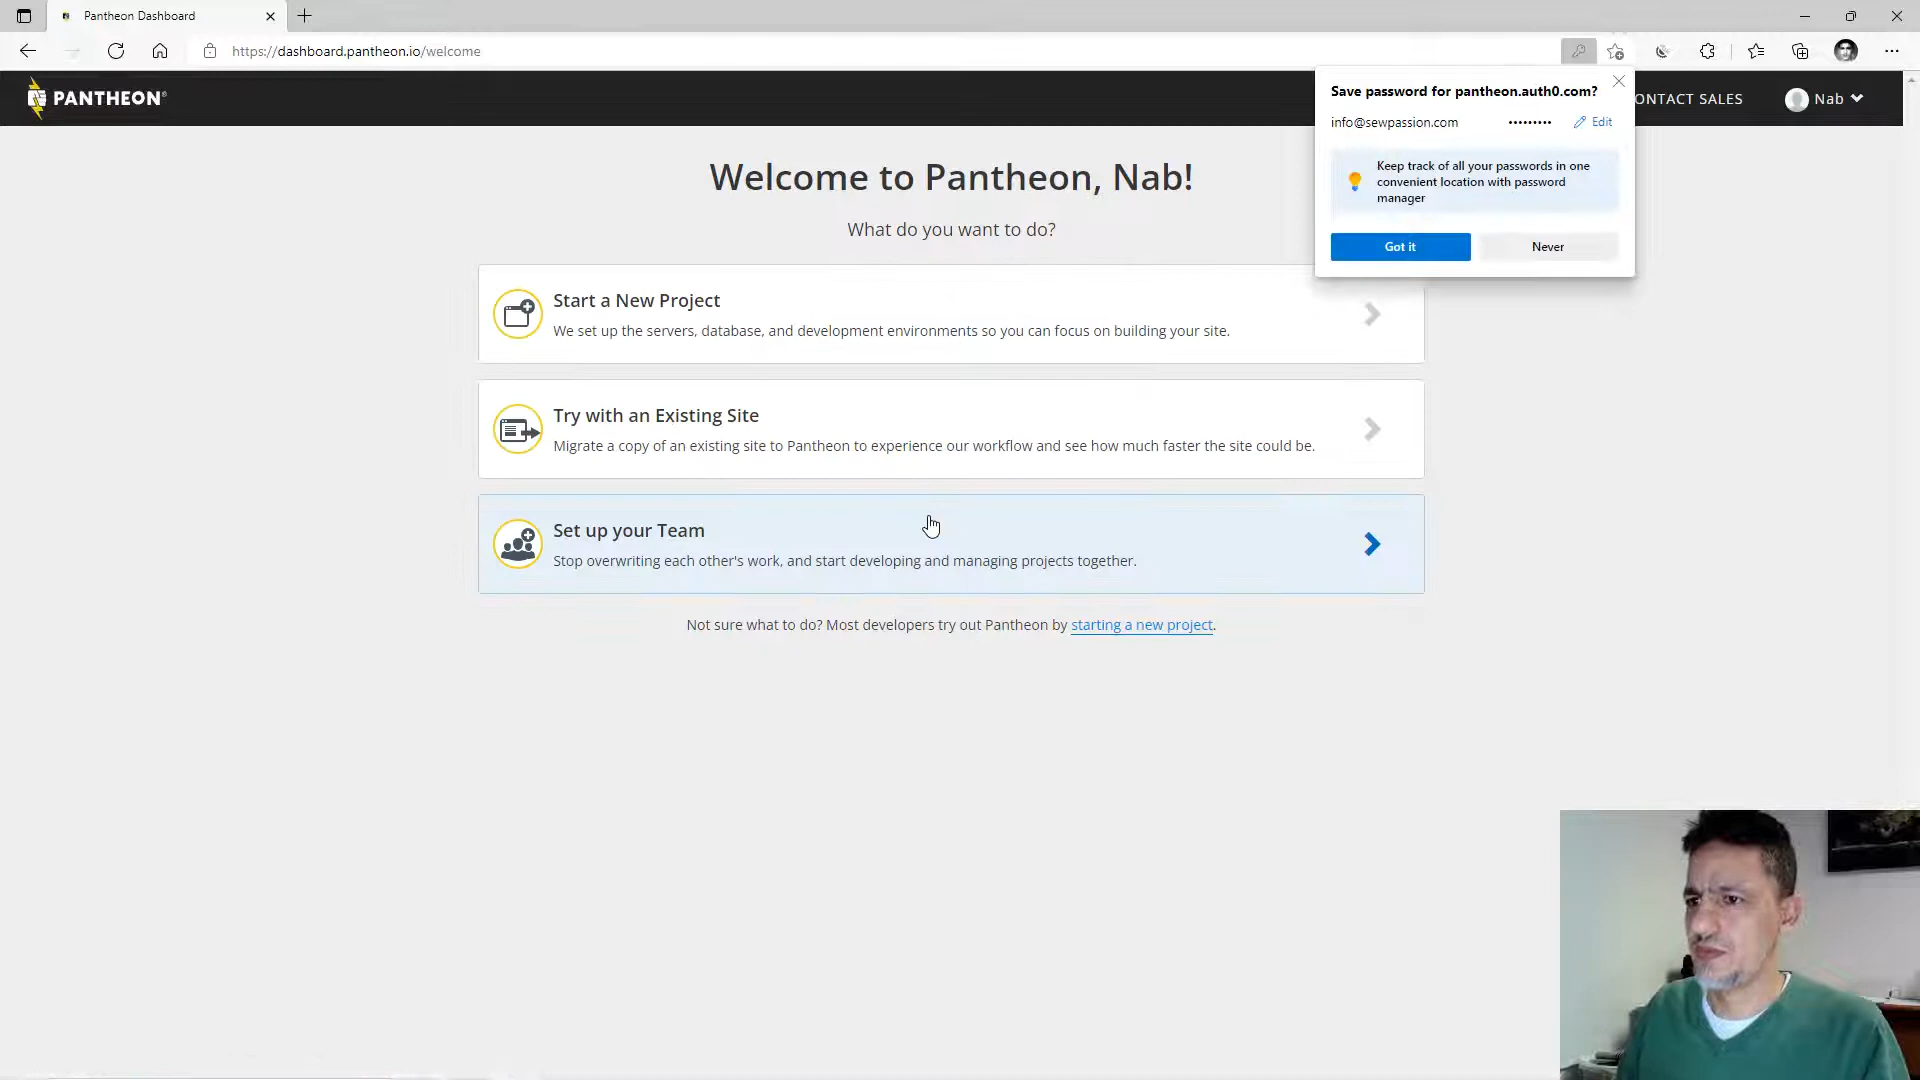 Pantheon Dashboard
https://dashboard.pantheon.io/welcome
PANTHEON®
ONTACT SALES
Nab
Save password for pantheon.auth0.com?
info@sewpassion.com ••••••••• Edit
Keep track of all your passwords in one
convenient location with password
manager
Got it
Never
Welcome to Pantheon, Nab!
What do you want to do?
Start a New Project
We set up the servers, database, and development environments so you can focus on building your site.
Try with an Existing Site
Migrate a copy of an existing site to Pantheon to experience our workflow and see how much faster the site could be.
Set up your Team
Stop overwriting each other's work, and start developing and managing projects together.
Not sure what to do? Most developers try out Pantheon by starting a new project.